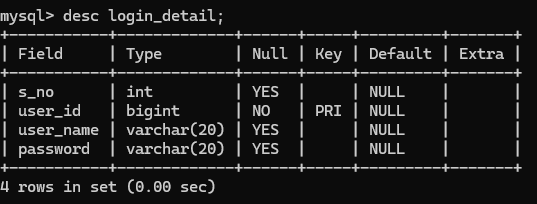 mysql> desc login_detail;
+-----------+-------------+------+-----+---------+-------+
| Field     | Type        | Null | Key | Default | Extra |
+-----------+-------------+------+-----+---------+-------+
| s_no      | int         | YES  |     | NULL    |       |
| user_id   | bigint      | NO   | PRI | NULL    |       |
| user_name | varchar(20) | YES  |     | NULL    |       |
| password  | varchar(20) | YES  |     | NULL    |       |
+-----------+-------------+------+-----+---------+-------+
4 rows in set (0.00 sec)